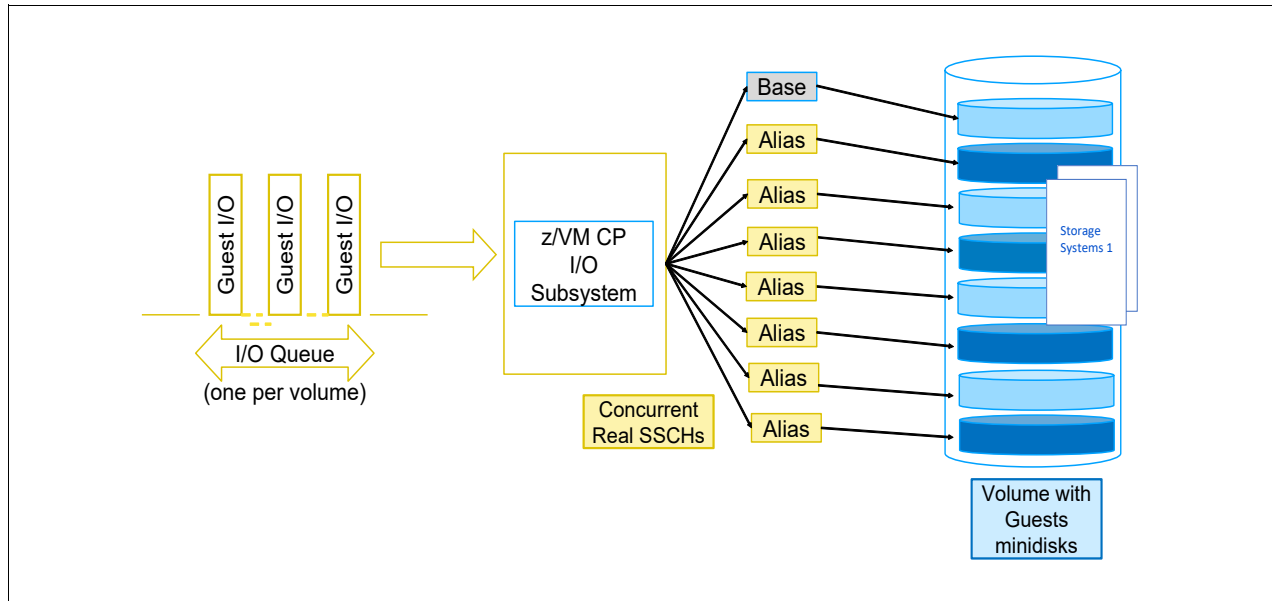 Guest I/O
Guest I/O
Guest I/O
I/O Queue
(one per volume)
z/VM CP
I/O
Subsystem
Concurrent
Real SSCHs
Base
Alias
Alias
Alias
Alias
Alias
Alias
Alias
Storage
Systems 1
Volume with
Guests
minidisks